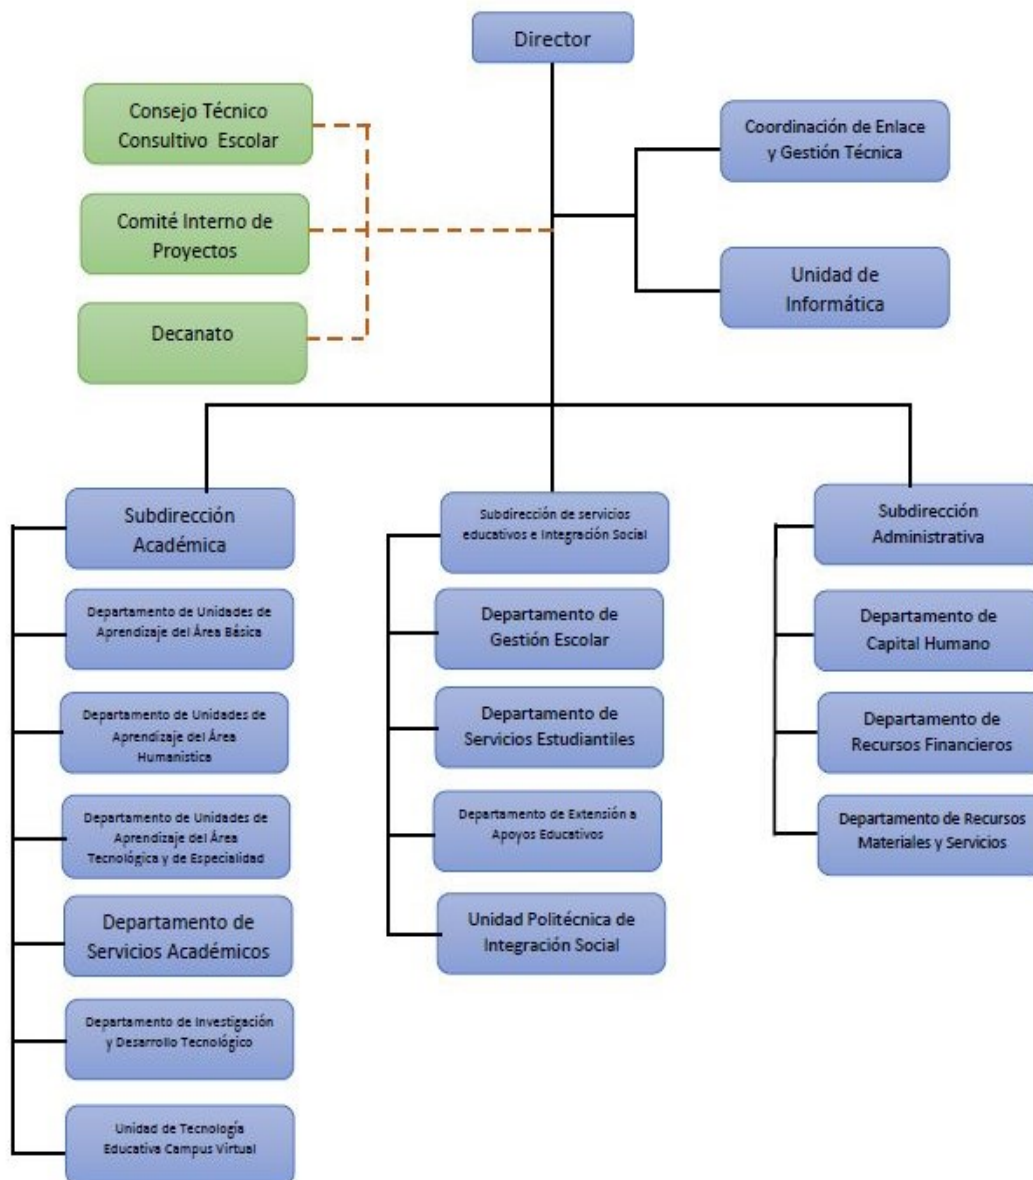 Director
Consejo Técnico
Consultivo Escolar
Comité Interno de
Proyectos
Decanato
Coordinación de Enlace
y Gestión Técnica
Unidad de
Informática
Subdirección
Académica
Departamento de Unidades de
Aprendizaje del Área Básica
Departamento de Unidades de
Aprendizaje del Área
Humanística
Departamento de Unidades de
Aprendizaje del Área
Tecnológica y de Especialidad
Departamento de
Servicios Académicos
Departamento de Investigación
y Desarrollo Tecnológico
Unidad de Tecnología
Educativa Campus Virtual
Subdirección de servicios
educativos e Integración Social
Departamento de
Gestión Escolar
Departamento de
Servicios Estudiantiles
Departamento de Extensión a
Apoyos Educativos
Unidad Politécnica de
Integración Social
Subdirección
Administrativa
Departamento de
Capital Humano
Departamento de
Recursos Financieros
Departamento de Recursos
Materiales y Servicios